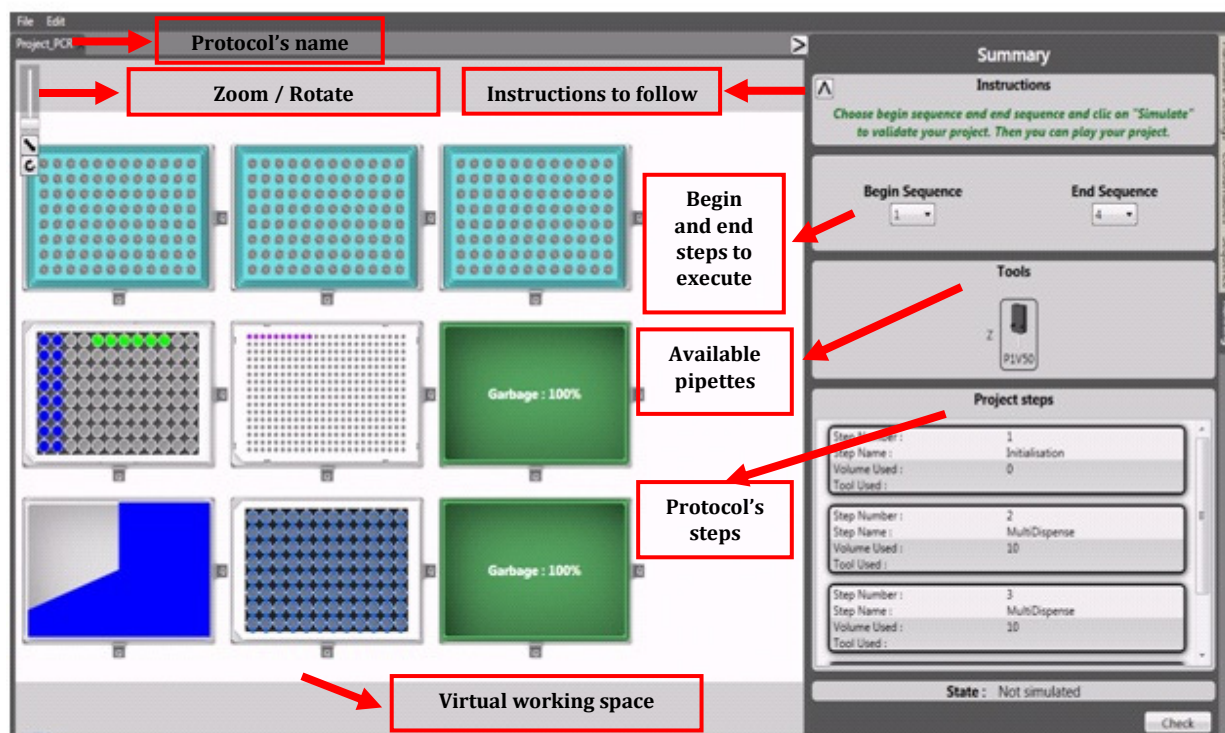 File Edit
Project_PCR
Protocol's name
Zoom / Rotate
Instructions to follow
Begin
and end
steps to
execute
Garbage : 100%
Available
pipettes
Protocol's
steps
Garbage : 100%
Virtual working space
Summary
Instructions
Choose begin sequence and end sequence and clic on "Simulate"
to validate your project. Then you can play your project.
Begin Sequence End Sequence
1 4
Tools
Z
P1V50
Project steps
Step Number : 1
Step Name : Initialisation
Volume Used : 0
Tool Used :
Step Number : 2
Step Name : MultiDispense
Volume Used : 10
Tool Used :
Step Number : 3
Step Name : MultiDispense
Volume Used : 10
Tool Used :
State : Not simulated
Check